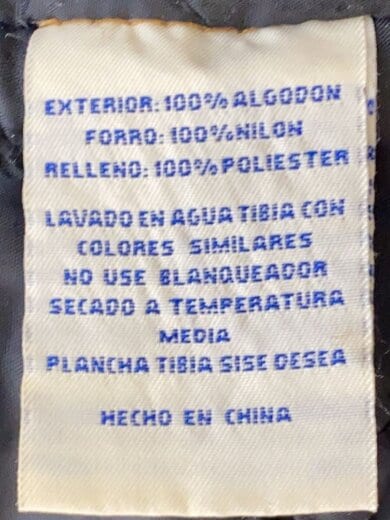 EXTERIOR: 100% ALGODON
FORRO: 100% NILON
RELLENO: 100% POLIESTER
LAVADO EN AGUA TIBIA CON
COLORES SIMILARES
NO USE BLANQUEADOR
SECADO A TEMPERATURA
MEDIA
PLANCHA TIBIA SISE DESEA
HECHO EN CHINA